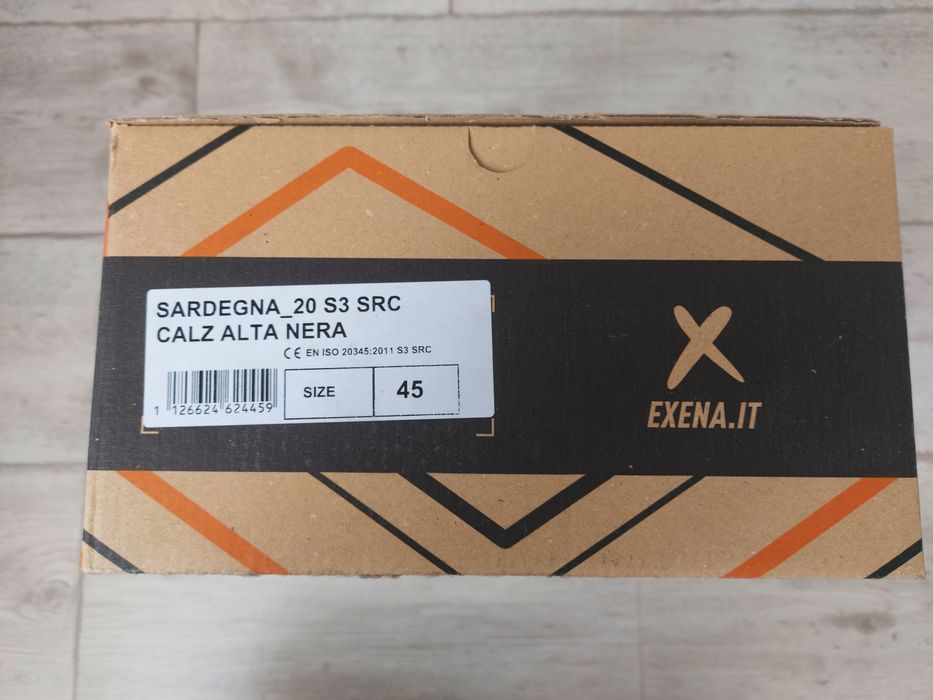 SARDEGNA_20 S3 SRC
CALZ ALTA NERA
CE EN ISO 20345:2011 S3 SRC
SIZE 45
1 126624 624459
EXENA.IT